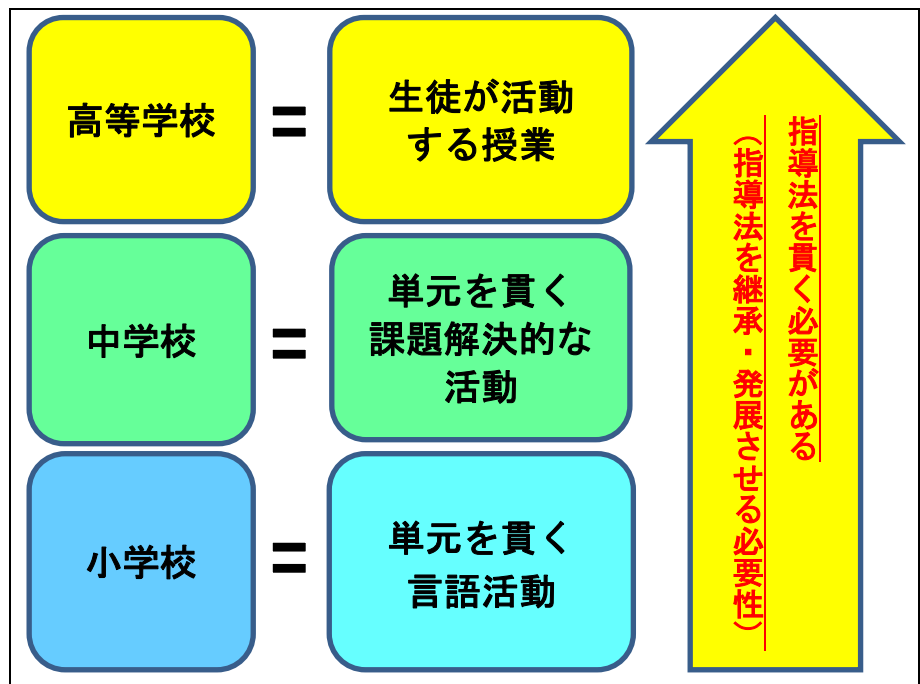 高等学校
=
生徒が活動
する授業
中学校
=
単元を貫く
課題解決的な
活動
小学校
=
単元を貫く
言語活動
指導法を貫く必要がある
（指導法を継承・発展させる必要性）